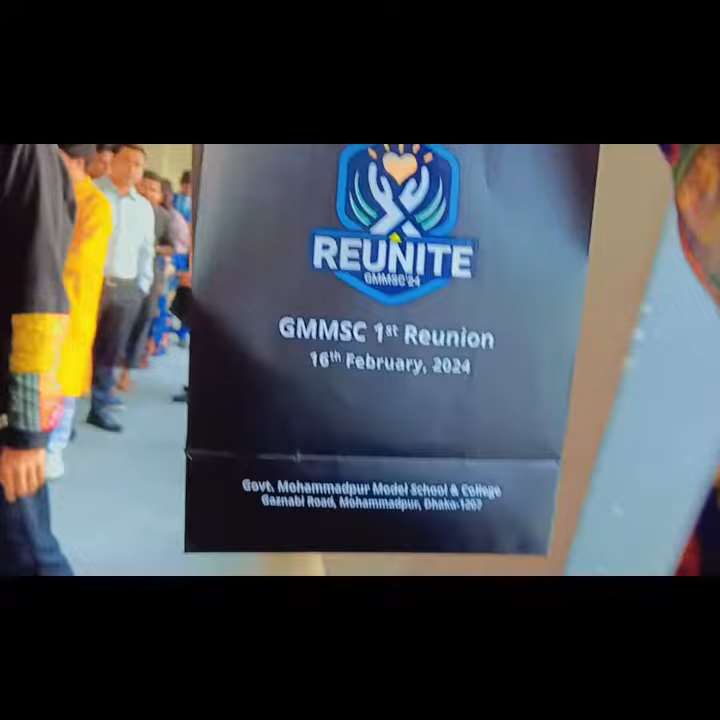 REUNITE
GMMSC'24
GMMSC 1st Reunion
16th February, 2024
Govt. Mohammadpur Model School & College
Gaznabi Road, Mohammadpur, Dhaka-1207